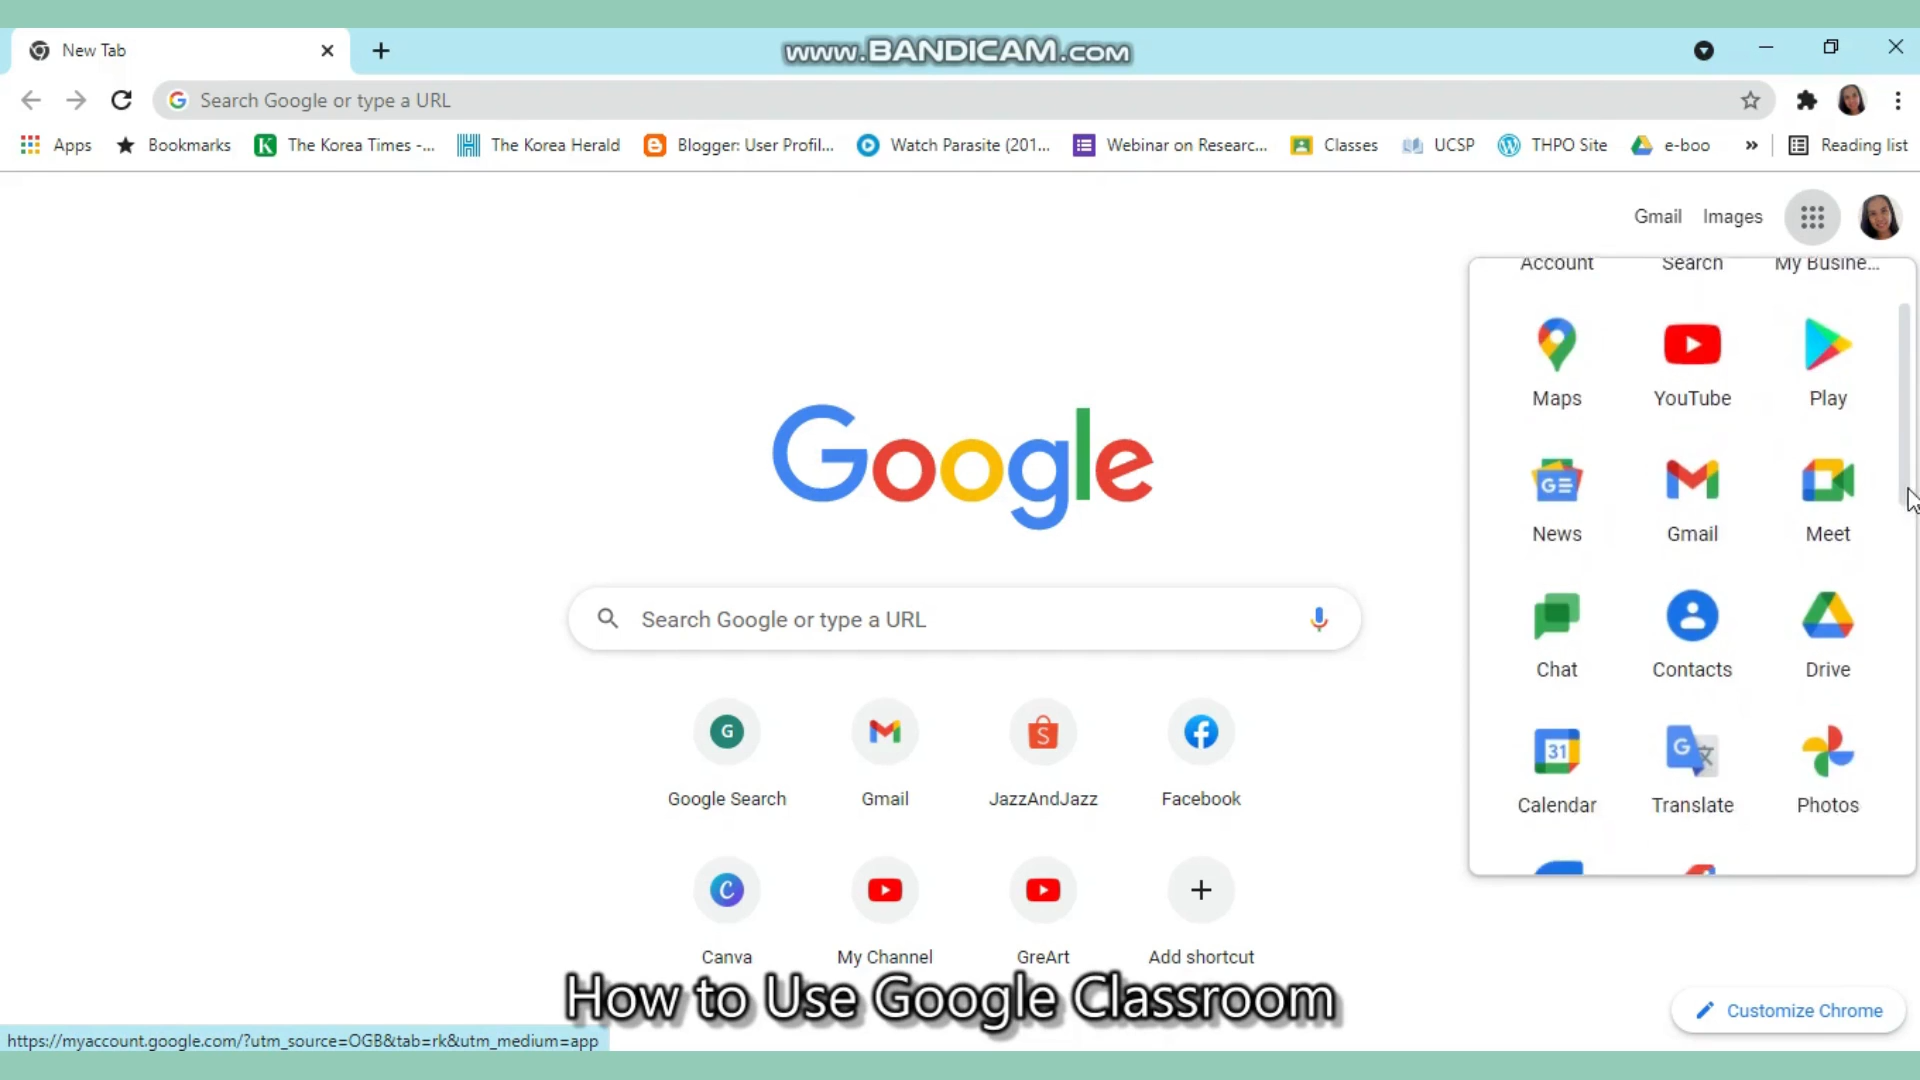 New Tab
www.BANDICAM.com
Search Google or type a URL
Apps
Bookmarks
K
The Korea Times -...
The Korea Herald
Blogger: User Profil...
Watch Parasite (201...
Webinar on Researc...
Classes
UCSP
THPO Site
e-boo
»
Reading list
Gmail Images
Account Search My Busine...
Maps YouTube Play
GE
News Gmail Meet
Chat Contacts Drive
31
G
Calendar Translate Photos
Google
Search Google or type a URL
G
S
Google Search Gmail JazzAndJazz Facebook
C
Canva My Channel GreArt Add shortcut
How to Use Google Classroom
Customize Chrome
https://myaccount.google.com/?utm_source=OGB&tab=rk&utm_medium=app